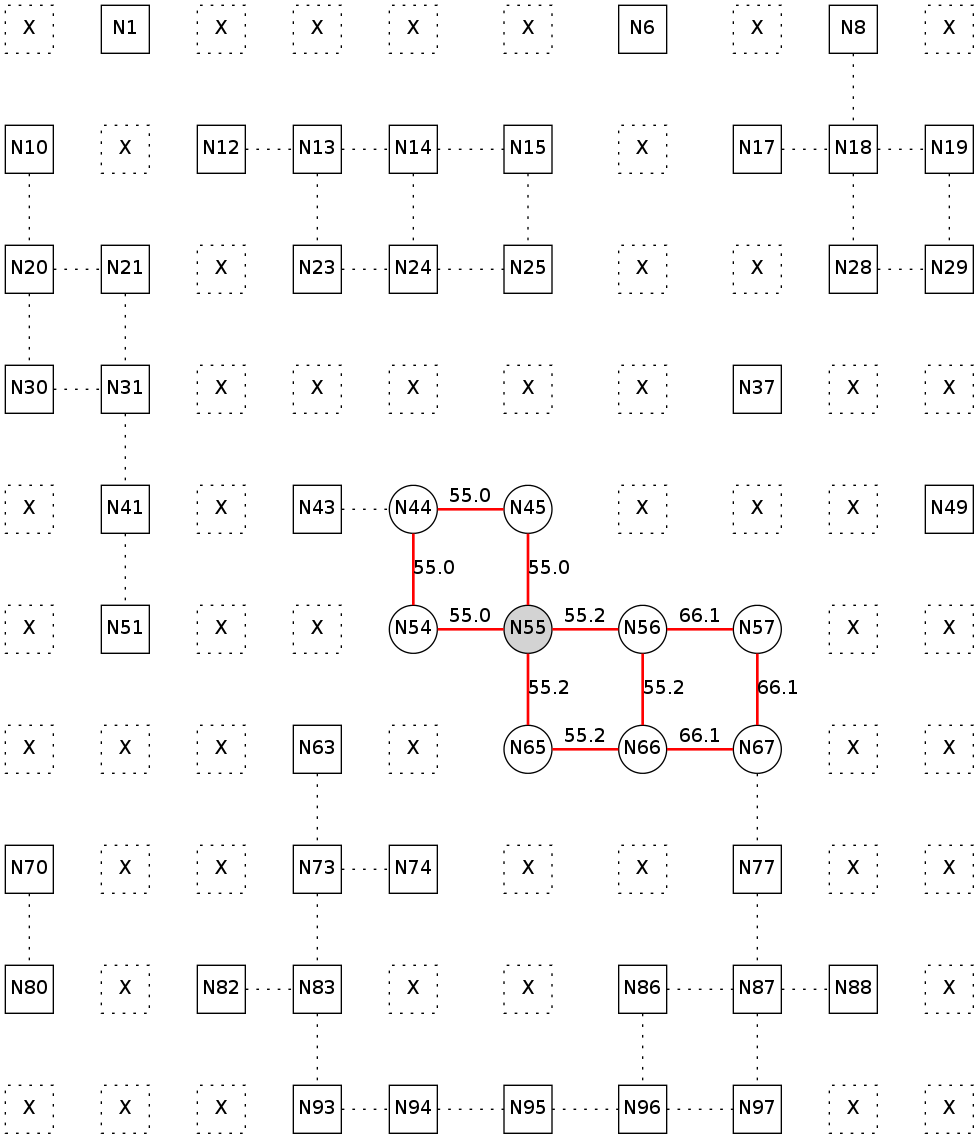 X N1 X X X X N6 X N8 X
N10 X N12 N13 N14 N15 X N17 N18 N19
N20 N21 X N23 N24 N25 X X N28 N29
N30 N31 X X X X X N37 X X
55.0
X N41 X N43 N44 N45 X X X N49
55.0 55.0
55.0 55.2 66.1
X N51 X X N54 N55 N56 N57 X X
55.2 55.2 66.1
55.2 66.1
X X X N63 X N65 N66 N67 X X
N70 X X N73 N74 X X N77 X X
N80 X N82 N83 X X N86 N87 N88 X
X X X N93 N94 N95 N96 N97 X X